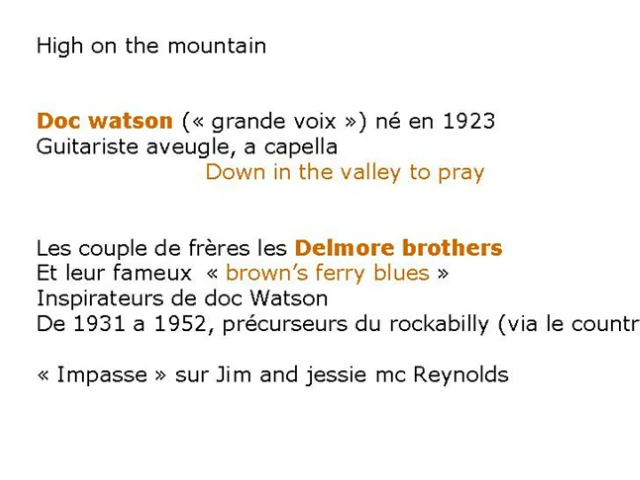 High on the mountain
Doc watson (« grande voix ») né en 1923
Guitariste aveugle, a capella
Down in the valley to pray
Les couple de frères les Delmore brothers
Et leur fameux « brown’s ferry blues »
Inspirateurs de doc Watson
De 1931 a 1952, précurseurs du rockabilly (via le countr
« Impasse » sur Jim and jessie mc Reynolds